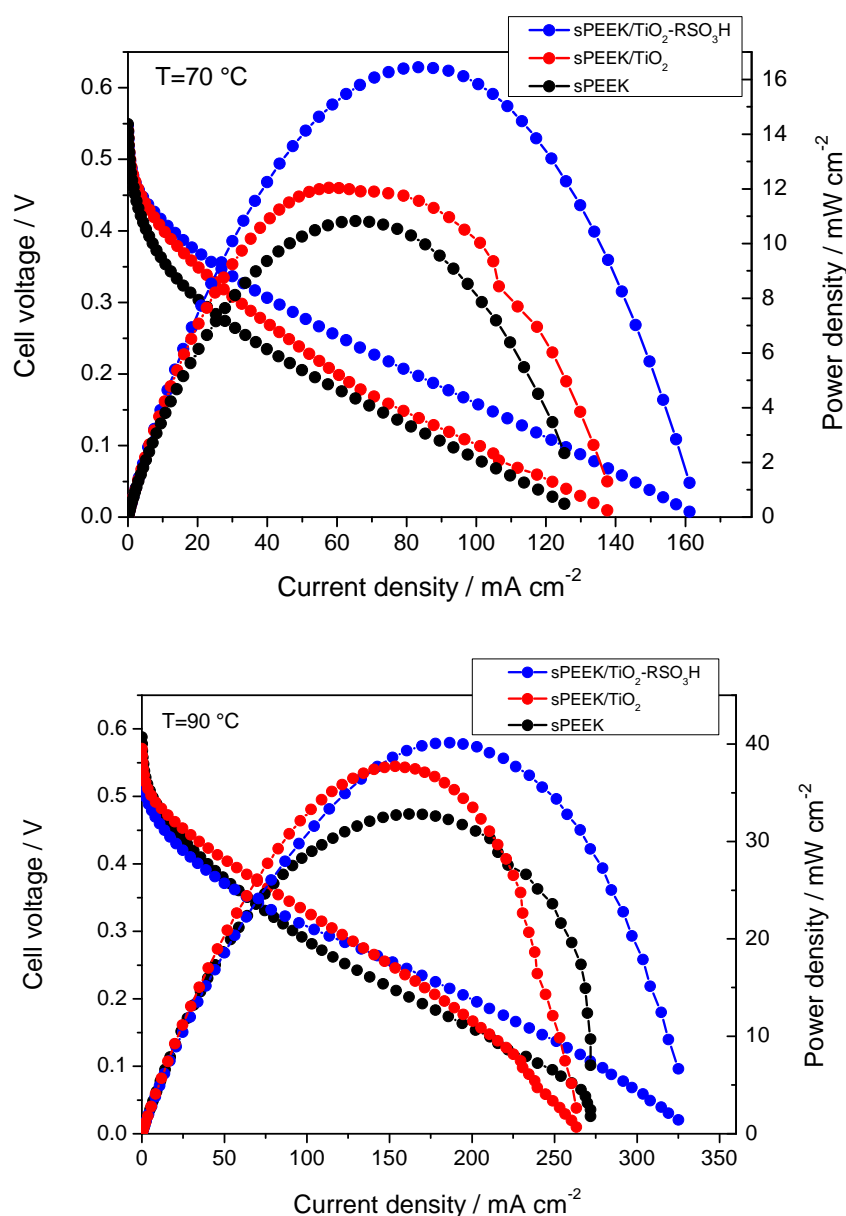 sPEEK/TiO₂-RSO₃H
sPEEK/TiO₂
sPEEK
T=70 °C
Cell voltage / V
0.6
0.5
0.4
0.3
0.2
0.1
0.0
0 20 40 60 80 100 120 140 160
Current density / mA cm⁻²
16
14
12
10
8
6
4
2
0
Power density / mW cm⁻²
sPEEK/TiO₂-RSO₃H
sPEEK/TiO₂
sPEEK
T=90 °C
Cell voltage / V
0.6
0.5
0.4
0.3
0.2
0.1
0.0
0 50 100 150 200 250 300 350
Current density / mA cm⁻²
40
30
20
10
0
Power density / mW cm⁻²